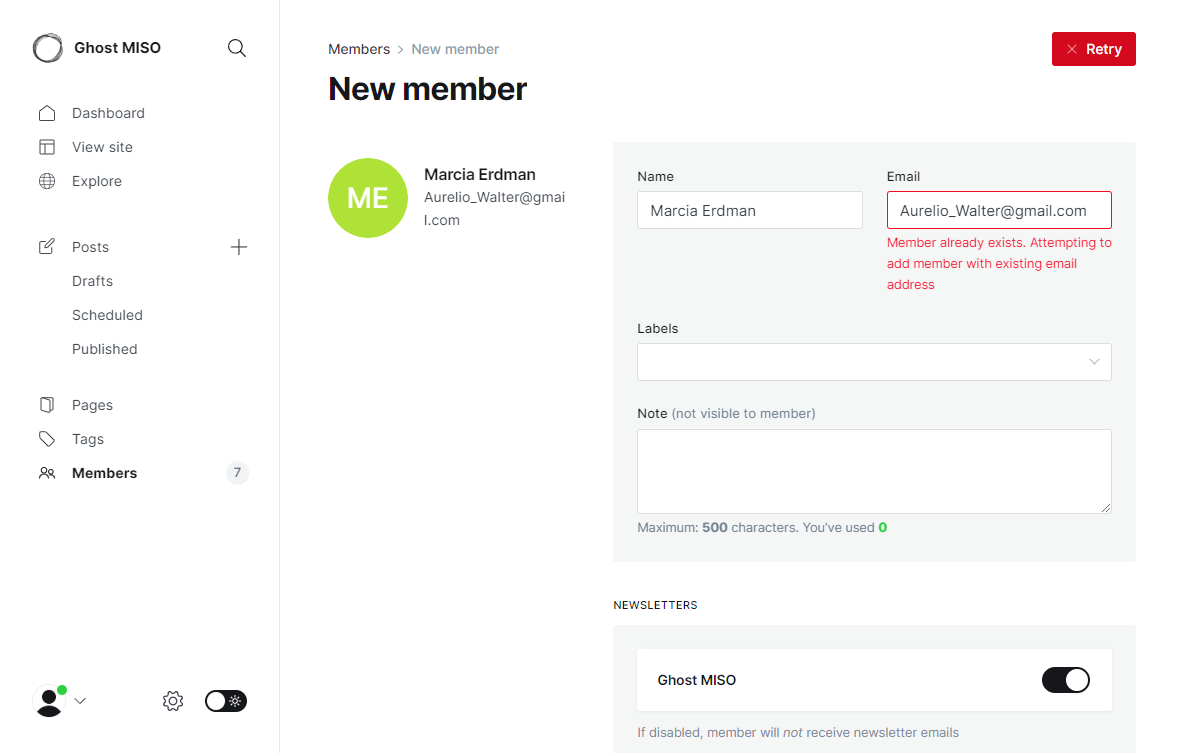 Ghost MISO
Dashboard
View site
Explore
Posts
Drafts
Scheduled
Published
Pages
Tags
Members 7
Members > New member
Retry
New member
ME
Marcia Erdman
Aurelio_Walter@gmai
l.com
Name
Marcia Erdman
Email
Aurelio_Walter@gmail.com
Member already exists. Attempting to
add member with existing email
address
Labels
Note (not visible to member)
Maximum: 500 characters. You've used 0
NEWSLETTERS
Ghost MISO
If disabled, member will not receive newsletter emails